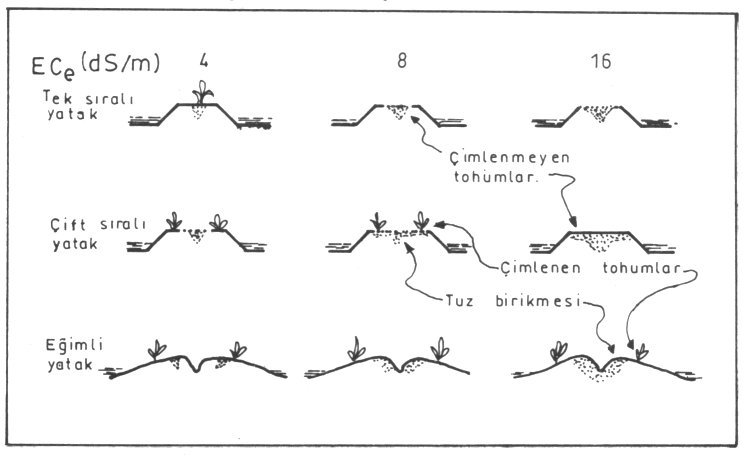 ECe (dS/m) 4 8 16
Tek sıralı
yatak
Çimlenmeyen
tohumlar.
Çift sıralı
yatak
Çimlenen tohumlar
Tuz birikmesi
Eğimli
yatak